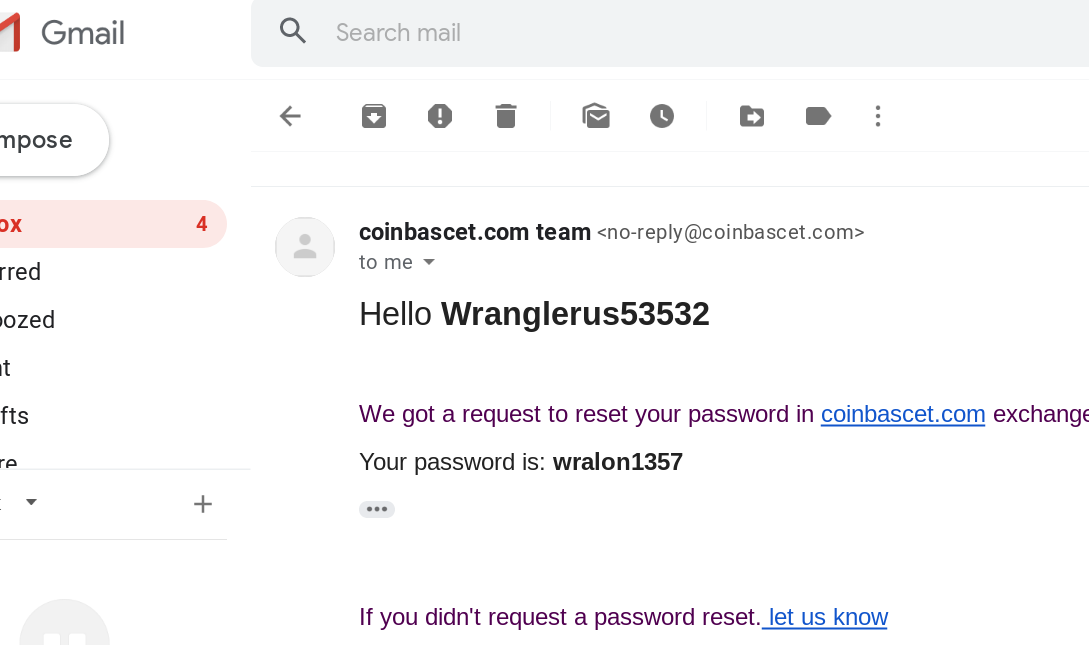 Gmail
Search mail
mpose
ox 4
rred
oozed
nt
fts
re
coinbascet.com team <no-reply@coinbascet.com>
to me
Hello Wranglerus53532
We got a request to reset your password in coinbascet.com exchange
Your password is: wralon1357
If you didn't request a password reset. let us know